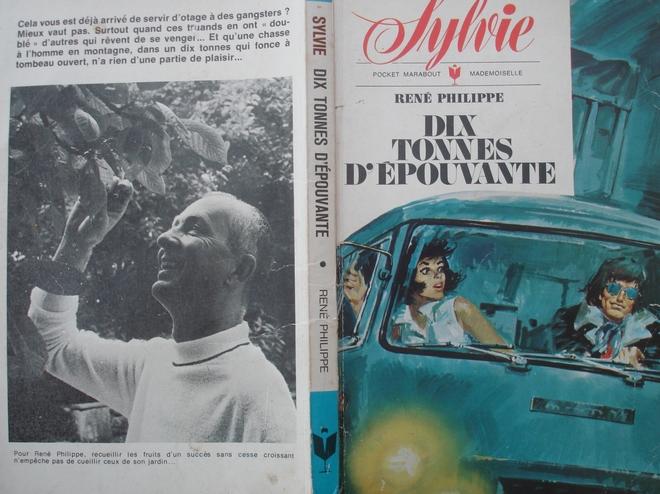 Cela vous est déjà arrivé de servir d'otage à des gangsters ?
Mieux vaut pas. Surtout quand ces truands en ont « dou-
blé » d'autres qui rêvent de se venger... Et qu'une chasse
à l'homme en montagne, dans un dix tonnes qui fonce à
tombeau ouvert, n'a rien d'une partie de plaisir...
Pour René Philippe, recueillir les fruits d'un succès sans cesse croissant
n'empêche pas de cueillir ceux de son jardin...
SYLVIE DIX TONNES D'ÉPOUVANTE • RENÉ PHILIPPE
Sylvie
POCKET MARABOUT MADEMOISELLE
RENÉ PHILIPPE
DIX
TONNES
D'ÉPOUVANTE